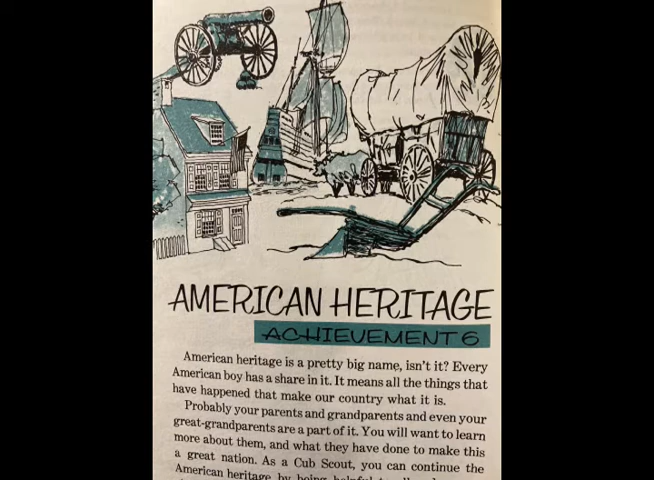 AMERICAN HERITAGE
ACHIEVEMENT 6
American heritage is a pretty big name, isn't it? Every
American boy has a share in it. It means all the things that
have happened that make our country what it is.
Probably your parents and grandparents and even your
great-grandparents are a part of it. You will want to learn
more about them, and what they have done to make this
a great nation. As a Cub Scout, you can continue the
American heritage by being helpful to all